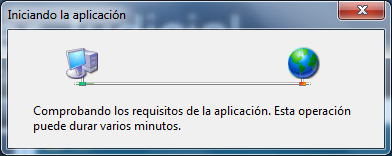 Iniciando la aplicación
Comprobando los requisitos de la aplicación. Esta operación
puede durar varios minutos.